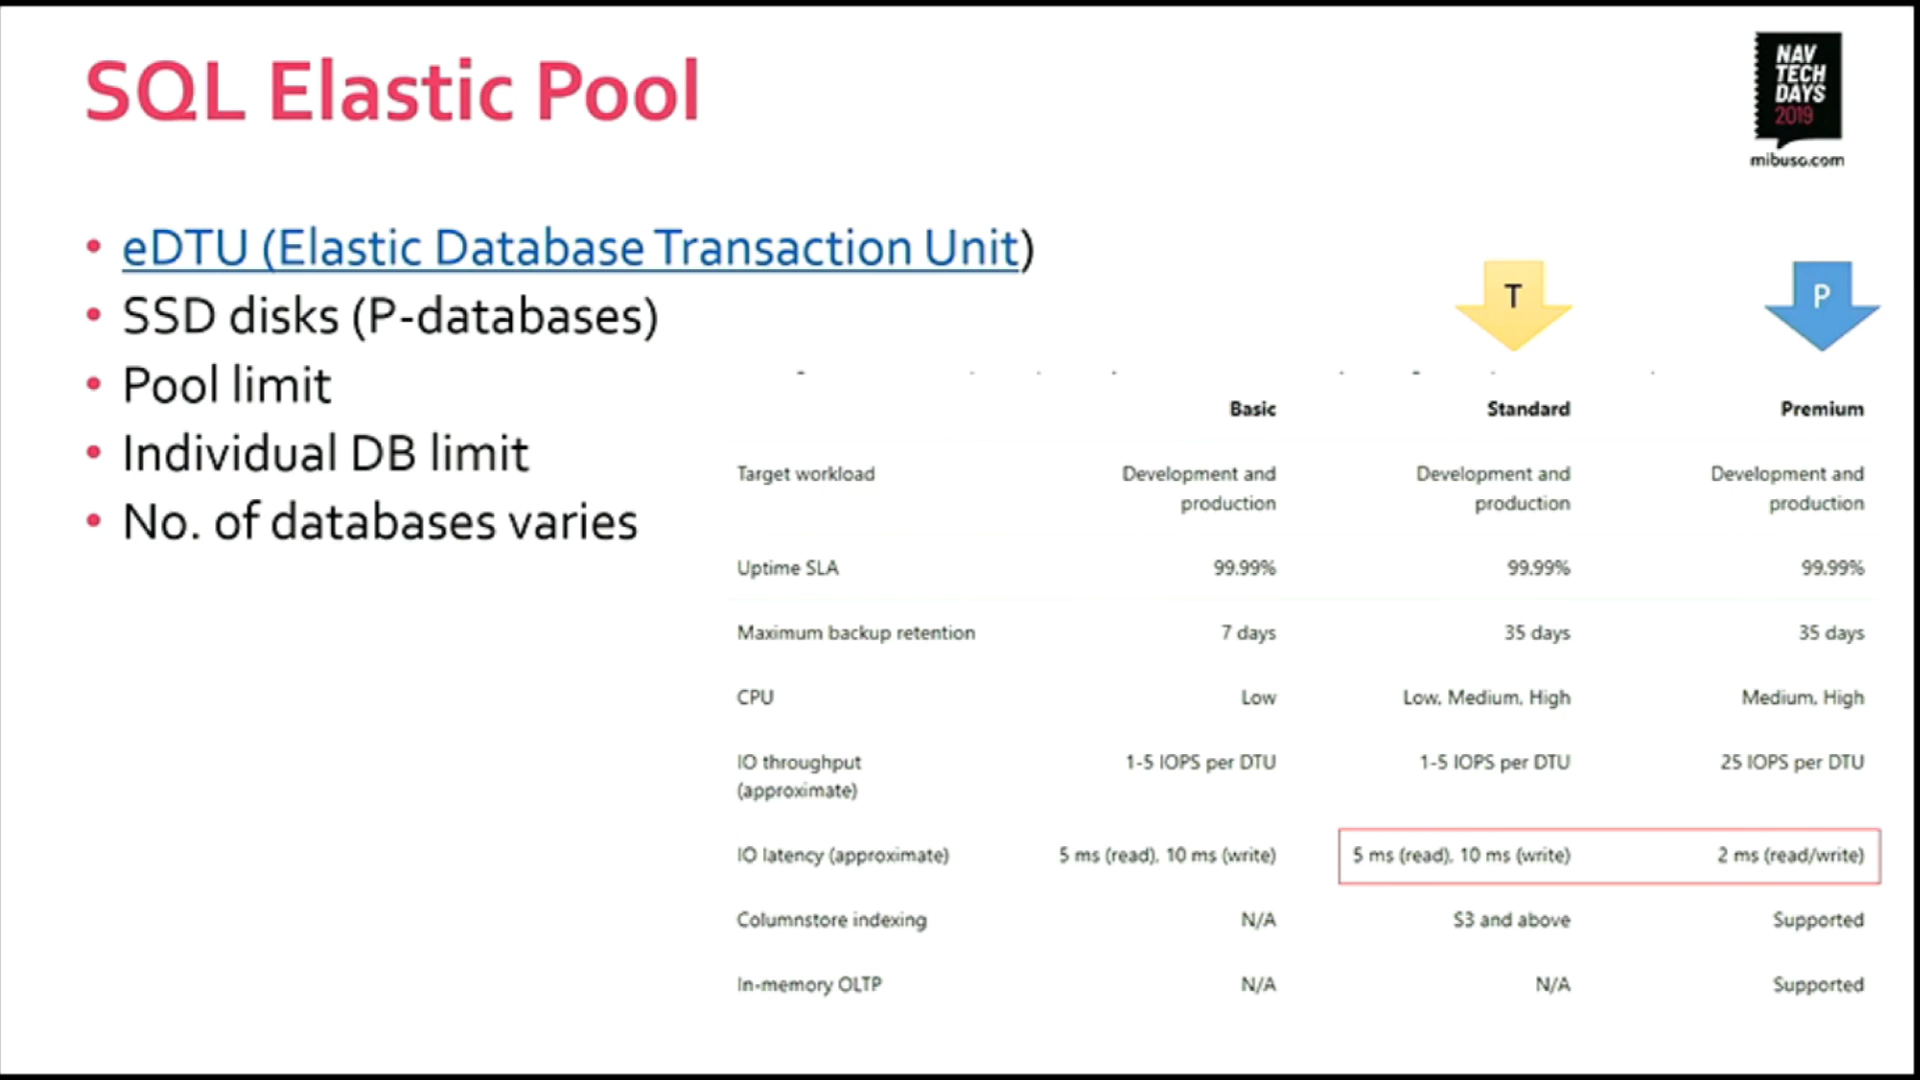 SQL Elastic Pool
NAV
TECH
DAYS
2019
mibuso.com
• eDTU (Elastic Database Transaction Unit)
• SSD disks (P-databases)
• Pool limit
• Individual DB limit
• No. of databases varies
T P
Basic Standard Premium
Target workload Development and Development and Development and
production production production
Uptime SLA 99.99% 99.99% 99.99%
Maximum backup retention 7 days 35 days 35 days
CPU Low Low, Medium, High Medium, High
IO throughput 1-5 IOPS per DTU 1-5 IOPS per DTU 25 IOPS per DTU
(approximate)
IO latency (approximate) 5 ms (read), 10 ms (write) 5 ms (read), 10 ms (write) 2 ms (read/write)
Columnstore indexing N/A S3 and above Supported
In-memory OLTP N/A N/A Supported